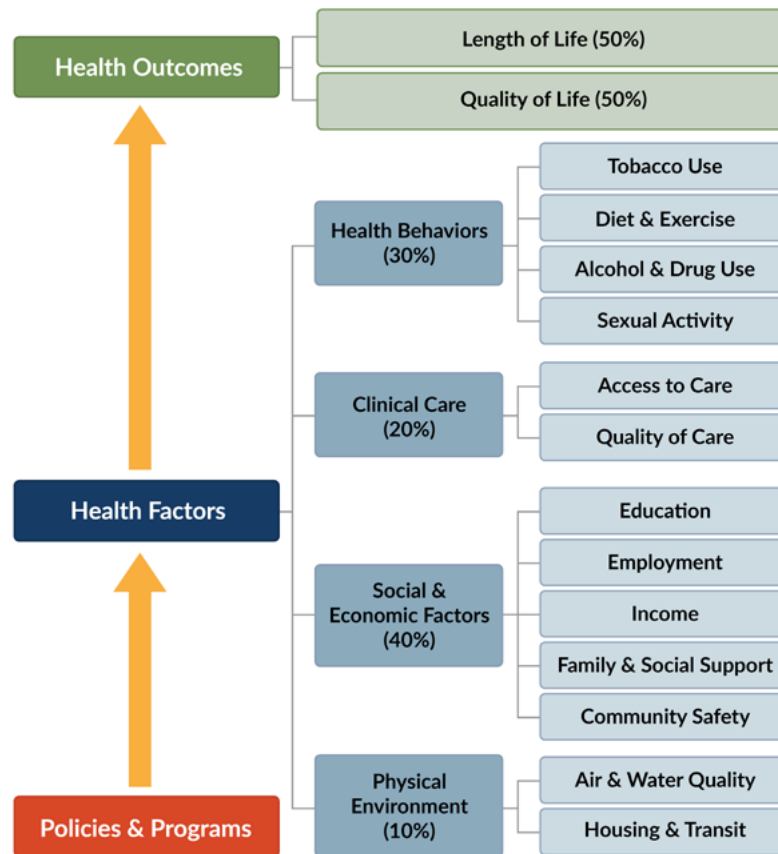 Health Outcomes
Length of Life (50%)
Quality of Life (50%)
Health Factors
Health Behaviors
(30%)
Tobacco Use
Diet & Exercise
Alcohol & Drug Use
Sexual Activity
Clinical Care
(20%)
Access to Care
Quality of Care
Social &
Economic Factors
(40%)
Education
Employment
Income
Family & Social Support
Community Safety
Physical
Environment
(10%)
Air & Water Quality
Housing & Transit
Policies & Programs